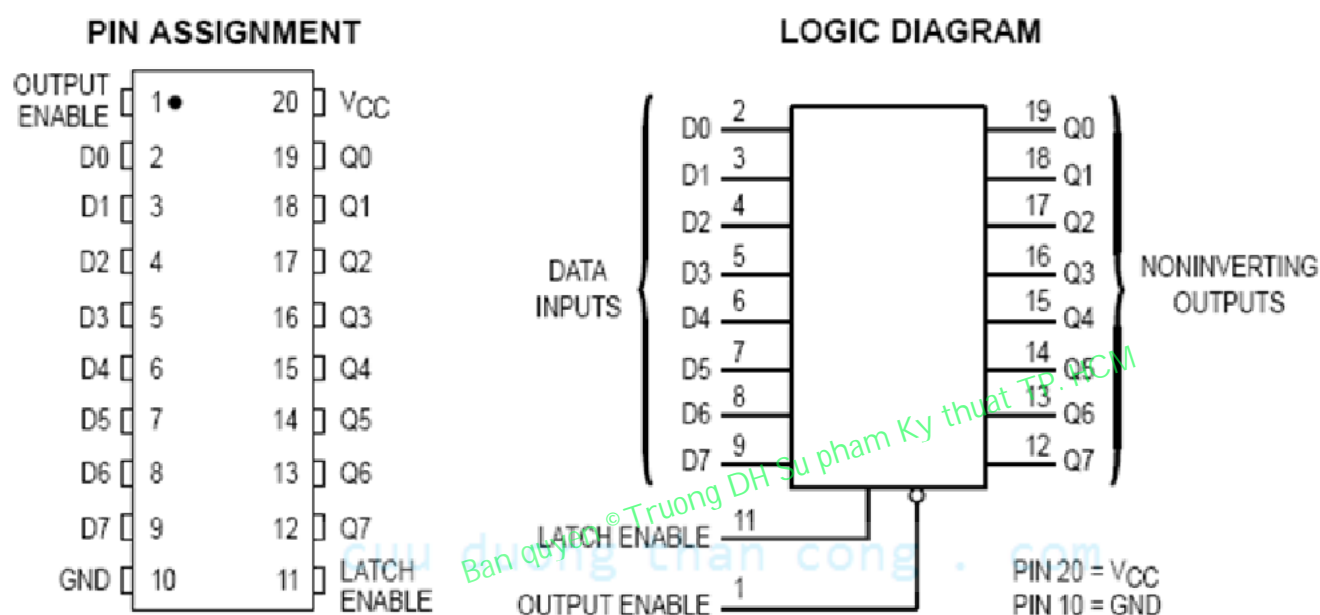 PIN ASSIGNMENT
OUTPUT
ENABLE 1 20 VCC
D0 2 19 Q0
D1 3 18 Q1
D2 4 17 Q2
D3 5 16 Q3
D4 6 15 Q4
D5 7 14 Q5
D6 8 13 Q6
D7 9 12 Q7
GND 10 11 LATCH
ENABLE
LOGIC DIAGRAM
DATA
INPUTS
D0 2 19 Q0
D1 3 18 Q1
D2 4 17 Q2
D3 5 16 Q3
D4 6 15 Q4
D5 7 14 Q5
D6 8 13 Q6
D7 9 12 Q7
NONINVERTING
OUTPUTS
LATCH ENABLE 11
OUTPUT ENABLE 1
PIN 20 = VCC
PIN 10 = GND
Ban quyen © Truong DH Su pham Ky thuat TP. HCM
cuu duong than cong . com